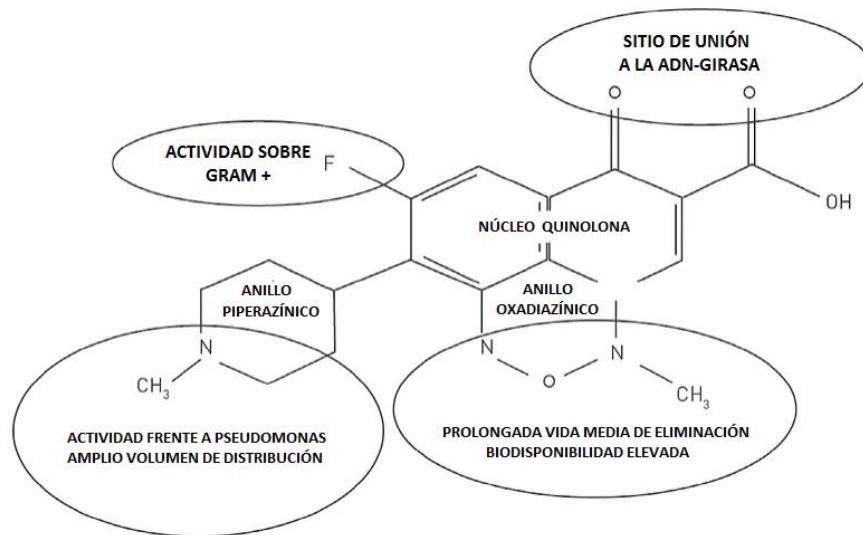 SITIO DE UNIÓN
A LA ADN-GIRASA
O
O
ACTIVIDAD SOBRE
GRAM +
F
OH
NÚCLEO QUINOLONA
ANILLO
PIPERAZÍNICO
ANILLO
OXADIAZÍNICO
N
N
N
O
CH3
CH3
ACTIVIDAD FRENTE A PSEUDOMONAS
AMPLIO VOLUMEN DE DISTRIBUCIÓN
PROLONGADA VIDA MEDIA DE ELIMINACIÓN
BIODISPONIBILIDAD ELEVADA